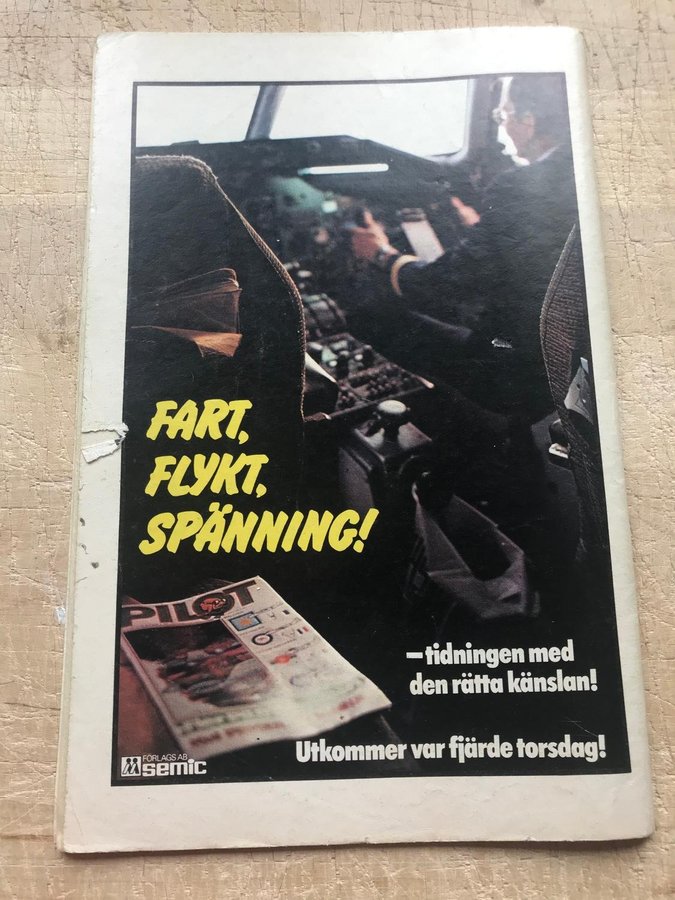 FART,
FLYKT,
SPÄNNING!
PILOT
– tidningen med
den rätta känslan!
FÖRLAGS AB
semic
Utkommer var fjärde torsdag!